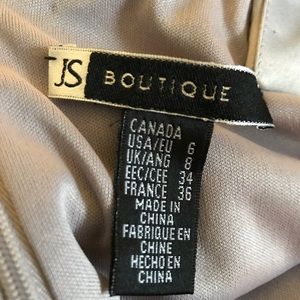 JS BOUTIQUE
CANADA
USA/EU 6
UK/ANG 8
EEC/CEE 34
FRANCE 36
MADE IN
CHINA
FABRIQUE EN
CHINE
HECHO EN
CHINA